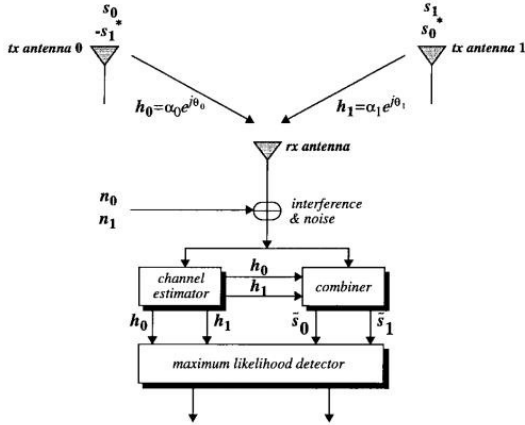 s₀ s₁
-s₁* s₀*
tx antenna 0 tx antenna 1
h₀=α₀e^{jθ₀} h₁=α₁e^{jθ₁}
rx antenna
n₀
n₁
interference
& noise
channel
estimator
h₀
h₁
combiner
h₀ h₁ s̃₀ s̃₁
maximum likelihood detector